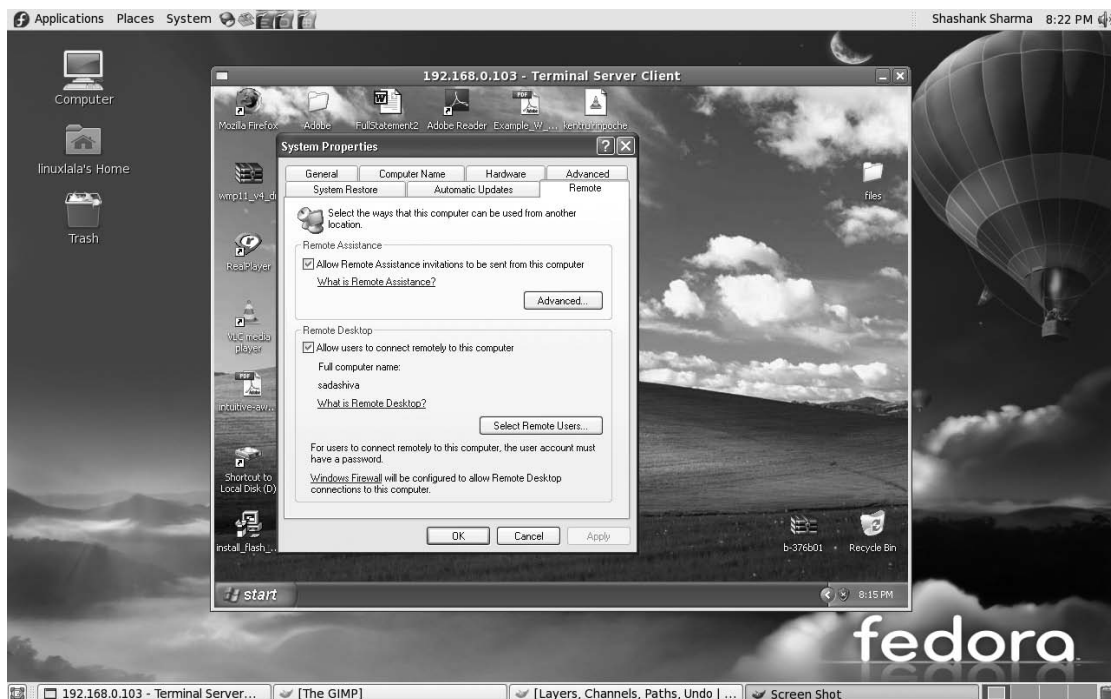 Applications Places System
Shashank Sharma 8:22 PM
Computer
linuxlala's Home
Trash
192.168.0.103 - Terminal Server Client
Mozilla Firefox
Adobe
FullStatement2
Adobe Reader
Example_W_...
wmp11_v4_di
RealPlayer
VLC media player
intuitive-aw...
Shortcut to Local Disk (D)
install_flash_...
files
b-376b01
Recycle Bin
System Properties
General
Computer Name
Hardware
Advanced
System Restore
Automatic Updates
Remote
Select the ways that this computer can be used from another
location.
Remote Assistance
Allow Remote Assistance invitations to be sent from this computer
What is Remote Assistance?
Advanced...
Remote Desktop
Allow users to connect remotely to this computer
Full computer name:
sadashiva
What is Remote Desktop?
Select Remote Users...
For users to connect remotely to this computer, the user account must
have a password.
Windows Firewall will be configured to allow Remote Desktop
connections to this computer.
OK
Cancel
Apply
start
8:15 PM
fedora
192.168.0.103 - Terminal Server...
[The GIMP]
[Layers, Channels, Paths, Undo | ...
Screen Shot